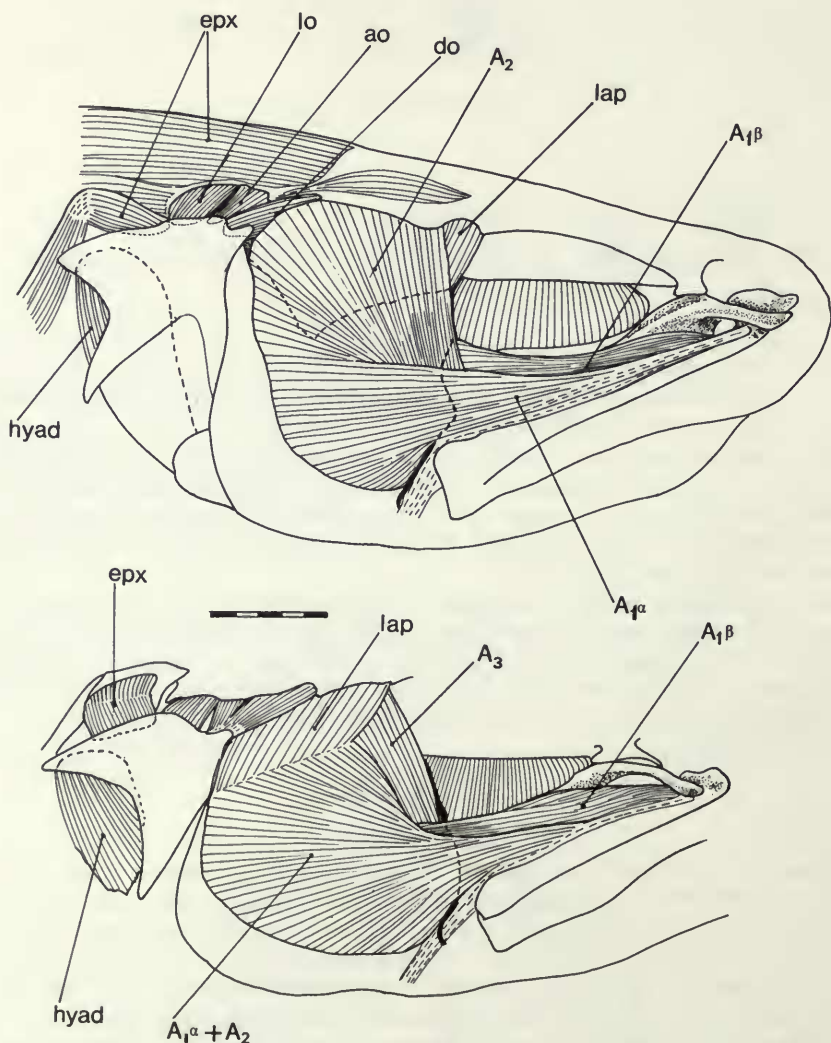 epx
lo
ao
do
A₂
lap
A₁β
hyad
A₁α
epx
lap
A₃
A₁β
hyad
A₁α + A₂